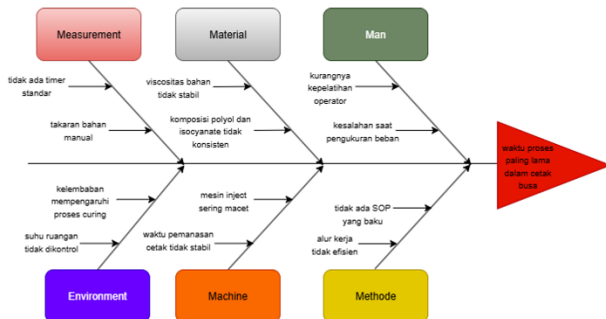 Measurement
Material
Man
tidak ada timer
standar
takaran bahan
manual
viscositas bahan
tidak stabil
komposisi polyol dan
isocyanate tidak
konsisten
kurangnya
kepelatihan
operator
kesalahan saat
pengukuran beban
waktu proses
paling lama
dalam cetak
busa
kelembaban
mempengaruhi
proses curing
suhu ruangan
tidak dikontrol
mesin inject
sering macet
waktu pemanasan
cetak tidak stabil
tidak ada SOP
yang baku
alur kerja
tidak efisien
Environment
Machine
Methode